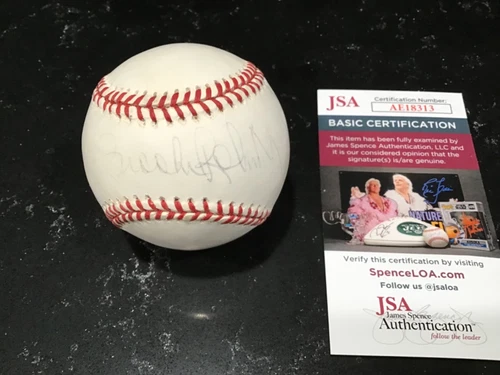 JSA
Certification Number:
AE18313
BASIC CERTIFICATION
This item has been fully examined by
James Spence Authentication, LLC and
it is our considered opinion that the
signature(s) is/are genuine.
NATURE
Verify this certification by visiting
SpenceLOA.com
Follow us @jsaloa
JSA
James Spence
Authentication
follow the leader